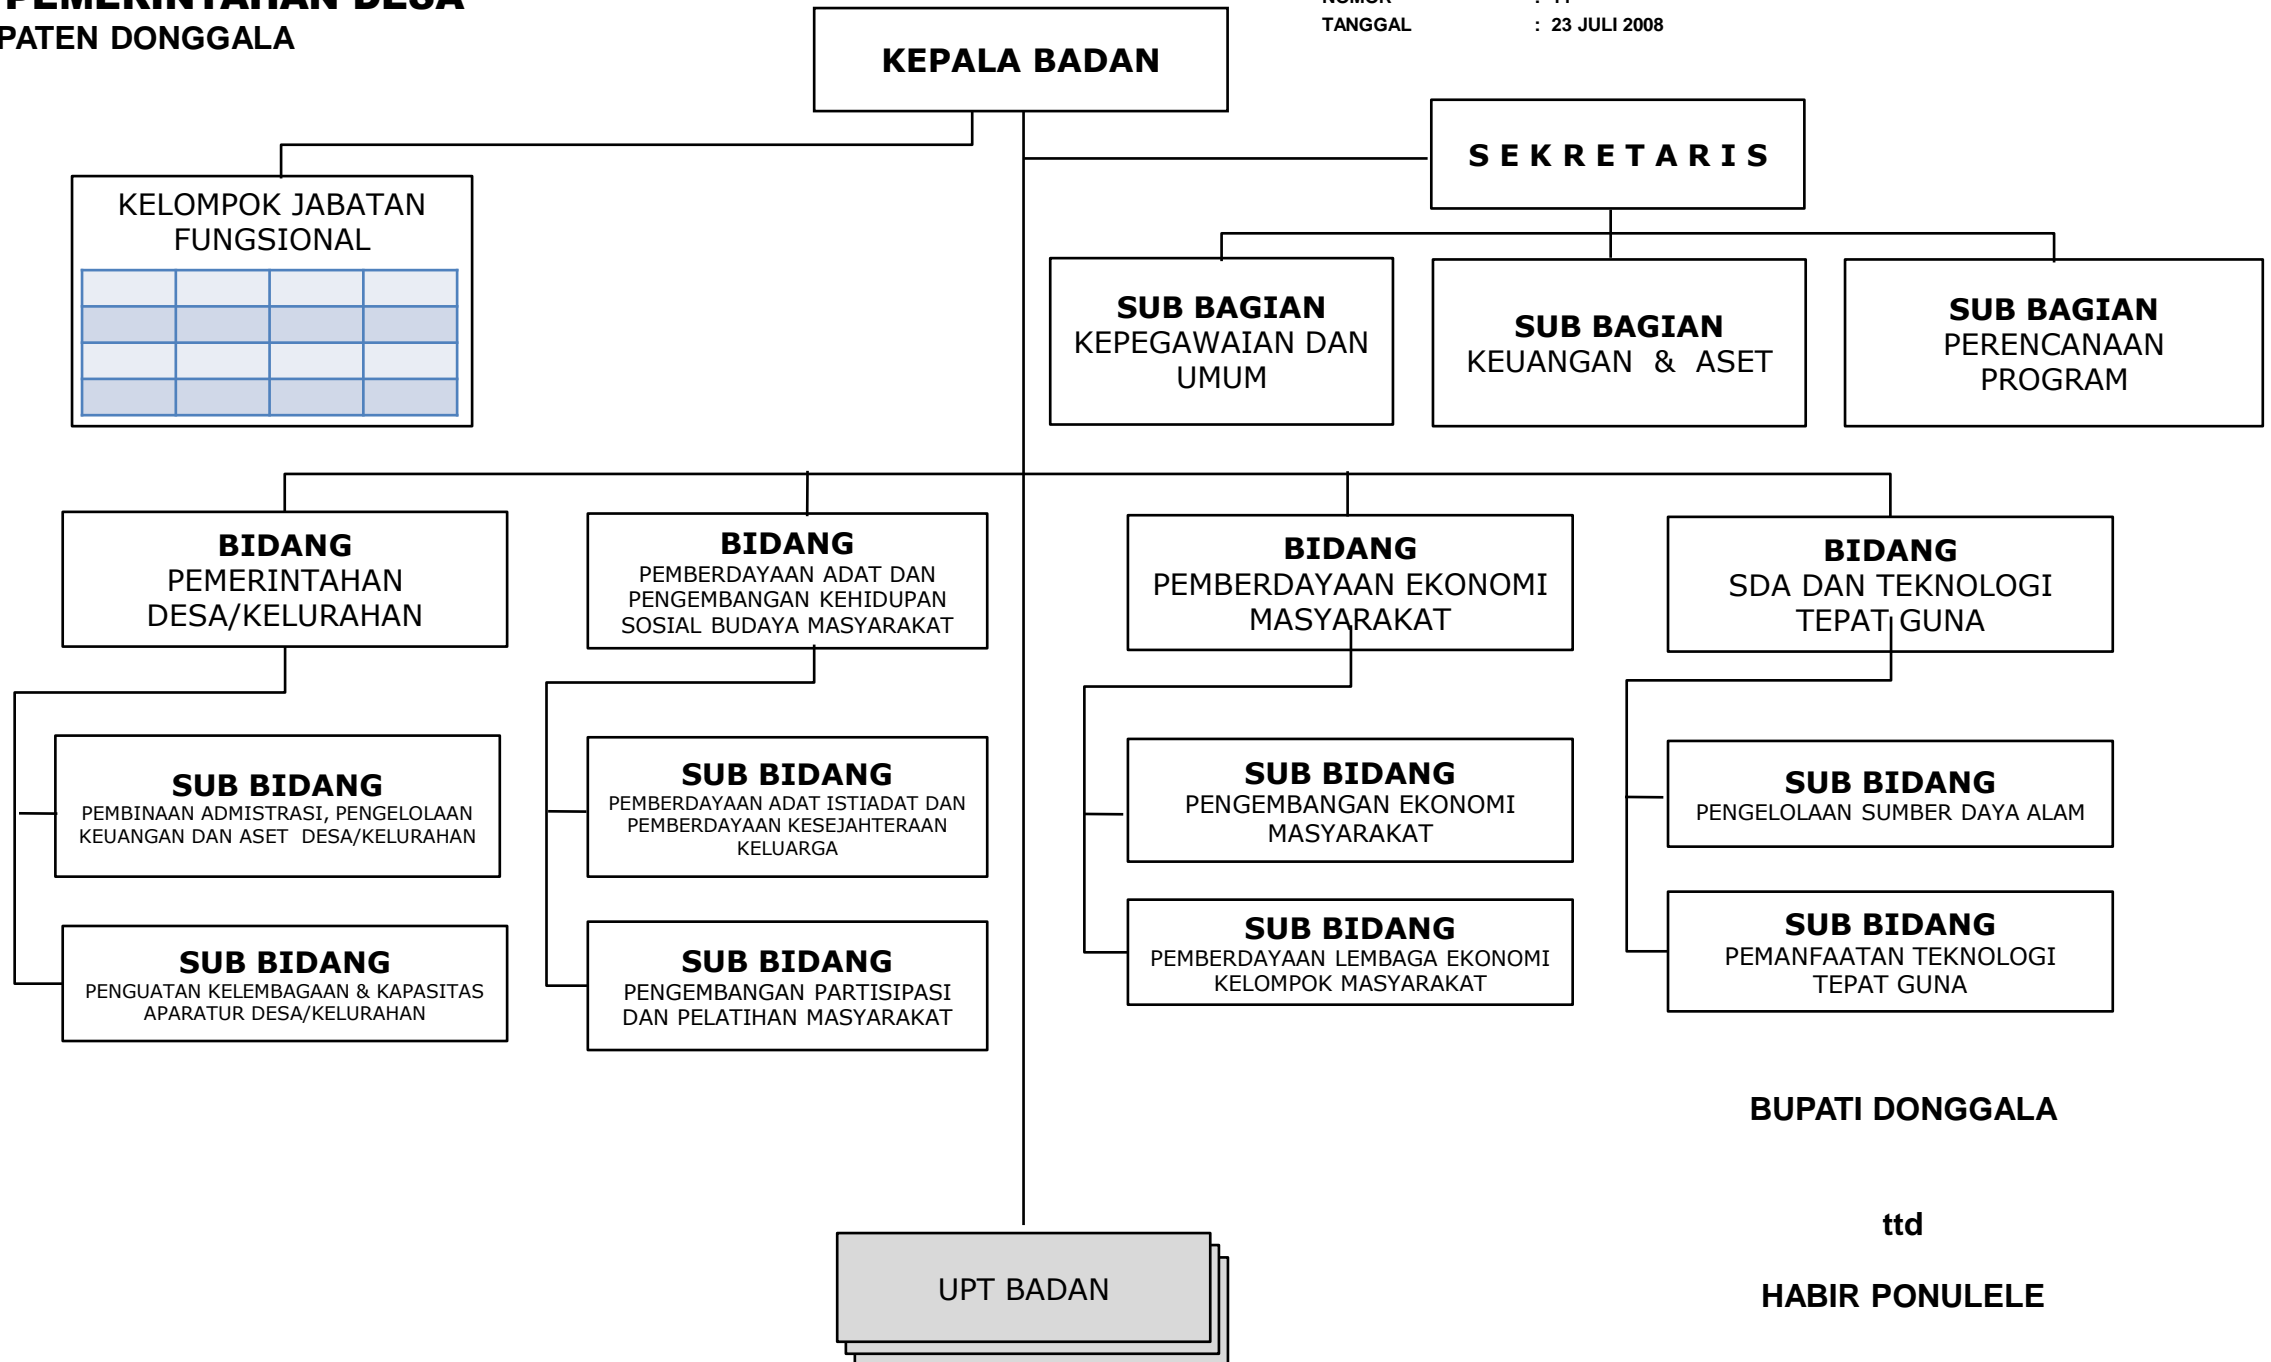 PEMERINTAHAN DESA
PATEN DONGGALA
NOMOR : 11
TANGGAL : 23 JULI 2008
KEPALA BADAN
S E K R E T A R I S
KELOMPOK JABATAN
FUNGSIONAL
SUB BAGIAN
KEPEGAWAIAN DAN
UMUM
SUB BAGIAN
KEUANGAN & ASET
SUB BAGIAN
PERENCANAAN
PROGRAM
BIDANG
PEMERINTAHAN
DESA/KELURAHAN
BIDANG
PEMBERDAYAAN ADAT DAN
PENGEMBANGAN KEHIDUPAN
SOSIAL BUDAYA MASYARAKAT
BIDANG
PEMBERDAYAAN EKONOMI
MASYARAKAT
BIDANG
SDA DAN TEKNOLOGI
TEPAT GUNA
SUB BIDANG
PEMBINAAN ADMISTRASI, PENGELOLAAN
KEUANGAN DAN ASET DESA/KELURAHAN
SUB BIDANG
PEMBERDAYAAN ADAT ISTIADAT DAN
PEMBERDAYAAN KESEJAHTERAAN
KELUARGA
SUB BIDANG
PENGEMBANGAN EKONOMI
MASYARAKAT
SUB BIDANG
PENGELOLAAN SUMBER DAYA ALAM
SUB BIDANG
PENGUATAN KELEMBAGAAN & KAPASITAS
APARATUR DESA/KELURAHAN
SUB BIDANG
PENGEMBANGAN PARTISIPASI
DAN PELATIHAN MASYARAKAT
SUB BIDANG
PEMBERDAYAAN LEMBAGA EKONOMI
KELOMPOK MASYARAKAT
SUB BIDANG
PEMANFAATAN TEKNOLOGI
TEPAT GUNA
BUPATI DONGGALA
ttd
HABIR PONULELE
UPT BADAN